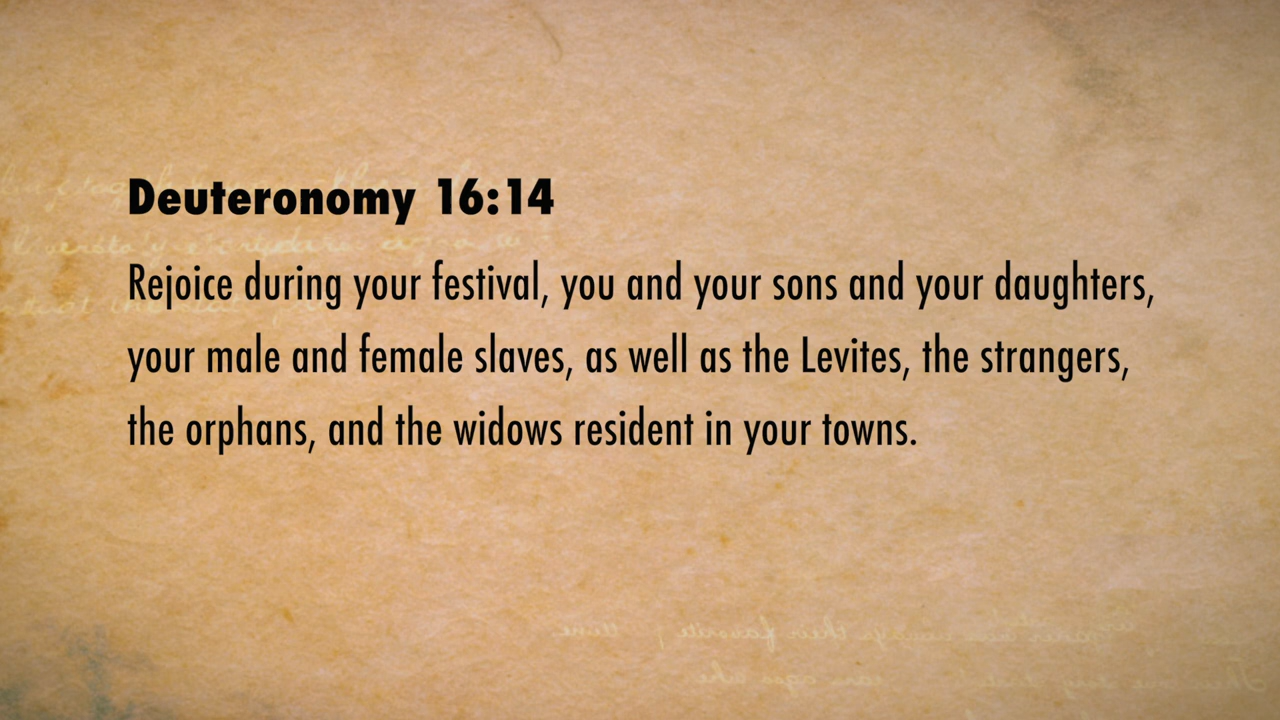 Deuteronomy 16:14
Rejoice during your festival, you and your sons and your daughters,
your male and female slaves, as well as the Levites, the strangers,
the orphans, and the widows resident in your towns.